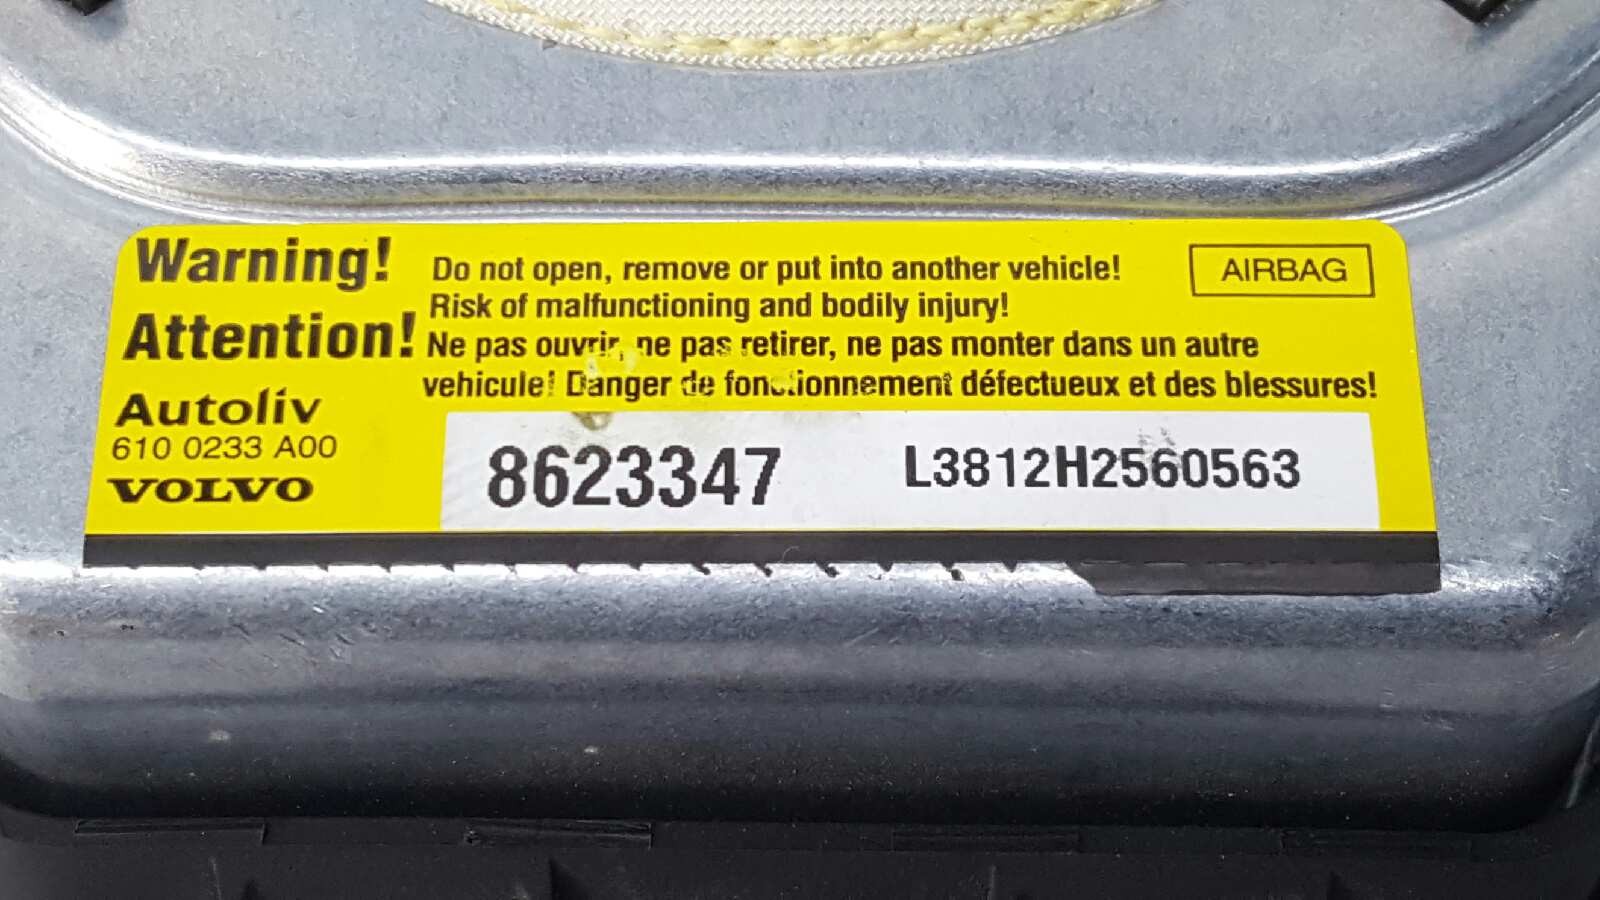 Warning!
Attention!
Do not open, remove or put into another vehicle!
Risk of malfunctioning and bodily injury!
Ne pas ouvrir, ne pas retirer, ne pas monter dans un autre
vehicule! Danger de fonctionnement défectueux et des blessures!
AIRBAG
Autoliv
610 0233 A00
VOLVO
8623347 L3812H2560563